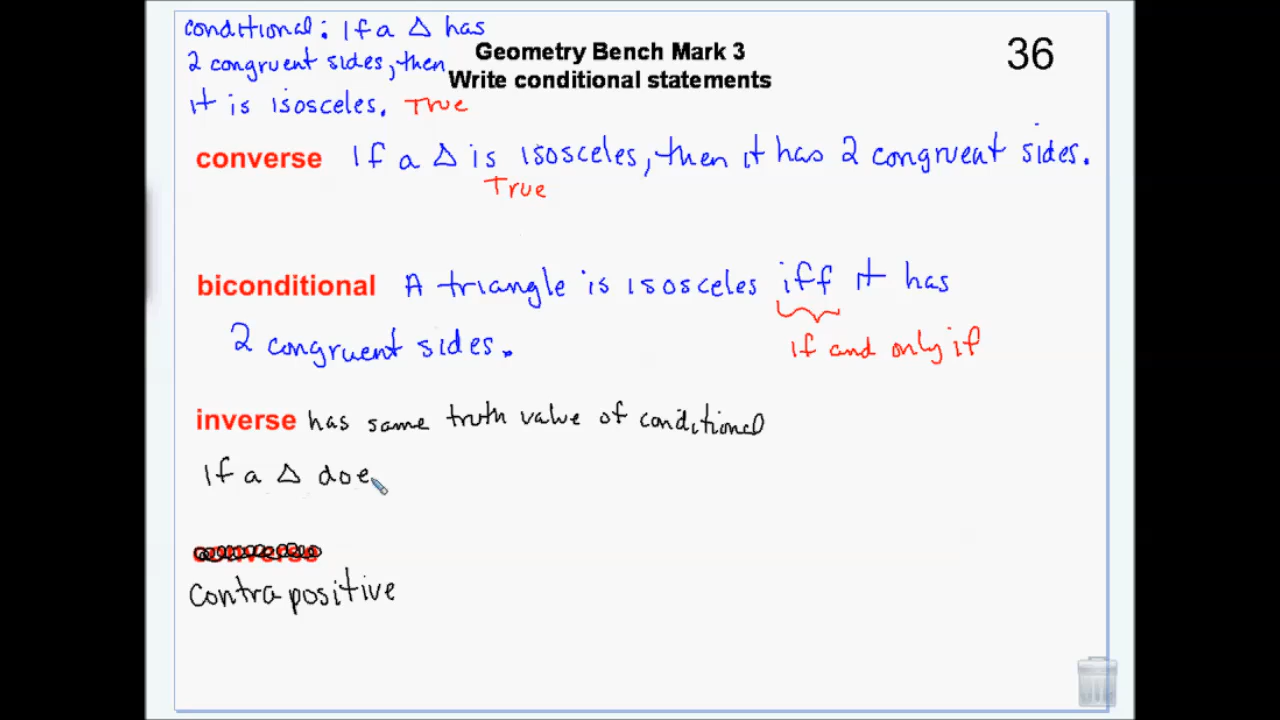 conditional: If a Δ has
2 congruent sides, then
it is isosceles. True
Geometry Bench Mark 3
Write conditional statements
36
converse If a Δ is isosceles, then it has 2 congruent sides.
True
biconditional A triangle is isosceles iff it has
2 congruent sides.
if and only if
inverse has same truth value of conditional
If a Δ doe
contrapositive